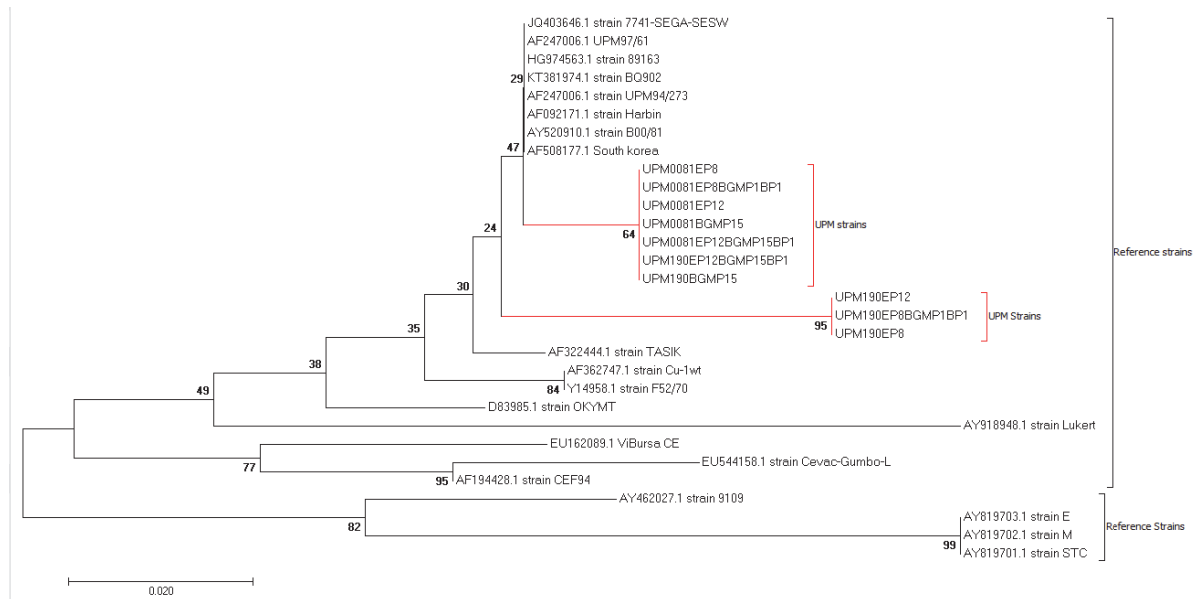 JQ403646.1 strain 7741-SEGA-SESW
AF247006.1 UPM97/61
HG974563.1 strain 89163
29 KT381974.1 strain BQ902
AF247006.1 strain UPM94/273
AF092171.1 strain Harbin
AY520910.1 strain B00/81
47 AF508177.1 South korea
UPM0081EP8
UPM0081EP8BGMP1BP1
UPM0081EP12
24 UPM0081BGMP15 UPM strains
64 UPM0081EP12BGMP15BP1
UPM190EP12BGMP15BP1
Reference strains
UPM190BGMP15
30 UPM190EP12
UPM190EP8BGMP1BP1 UPM Strains
95
35 UPM190EP8
AF322444.1 strain TASIK
38 AF362747.1 strain Cu-1wt
84 Y14958.1 strain F52/70
49
D83985.1 strain OKYMT
AY918948.1 strain Lukert
EU162089.1 ViBursa CE
77 EU544158.1 strain Cevac-Gumbo-L
95 AF194428.1 strain CEF94
AY462027.1 strain 9109
82 AY819703.1 strain E
AY819702.1 strain M Reference Strains
99 AY819701.1 strain STC
0.020